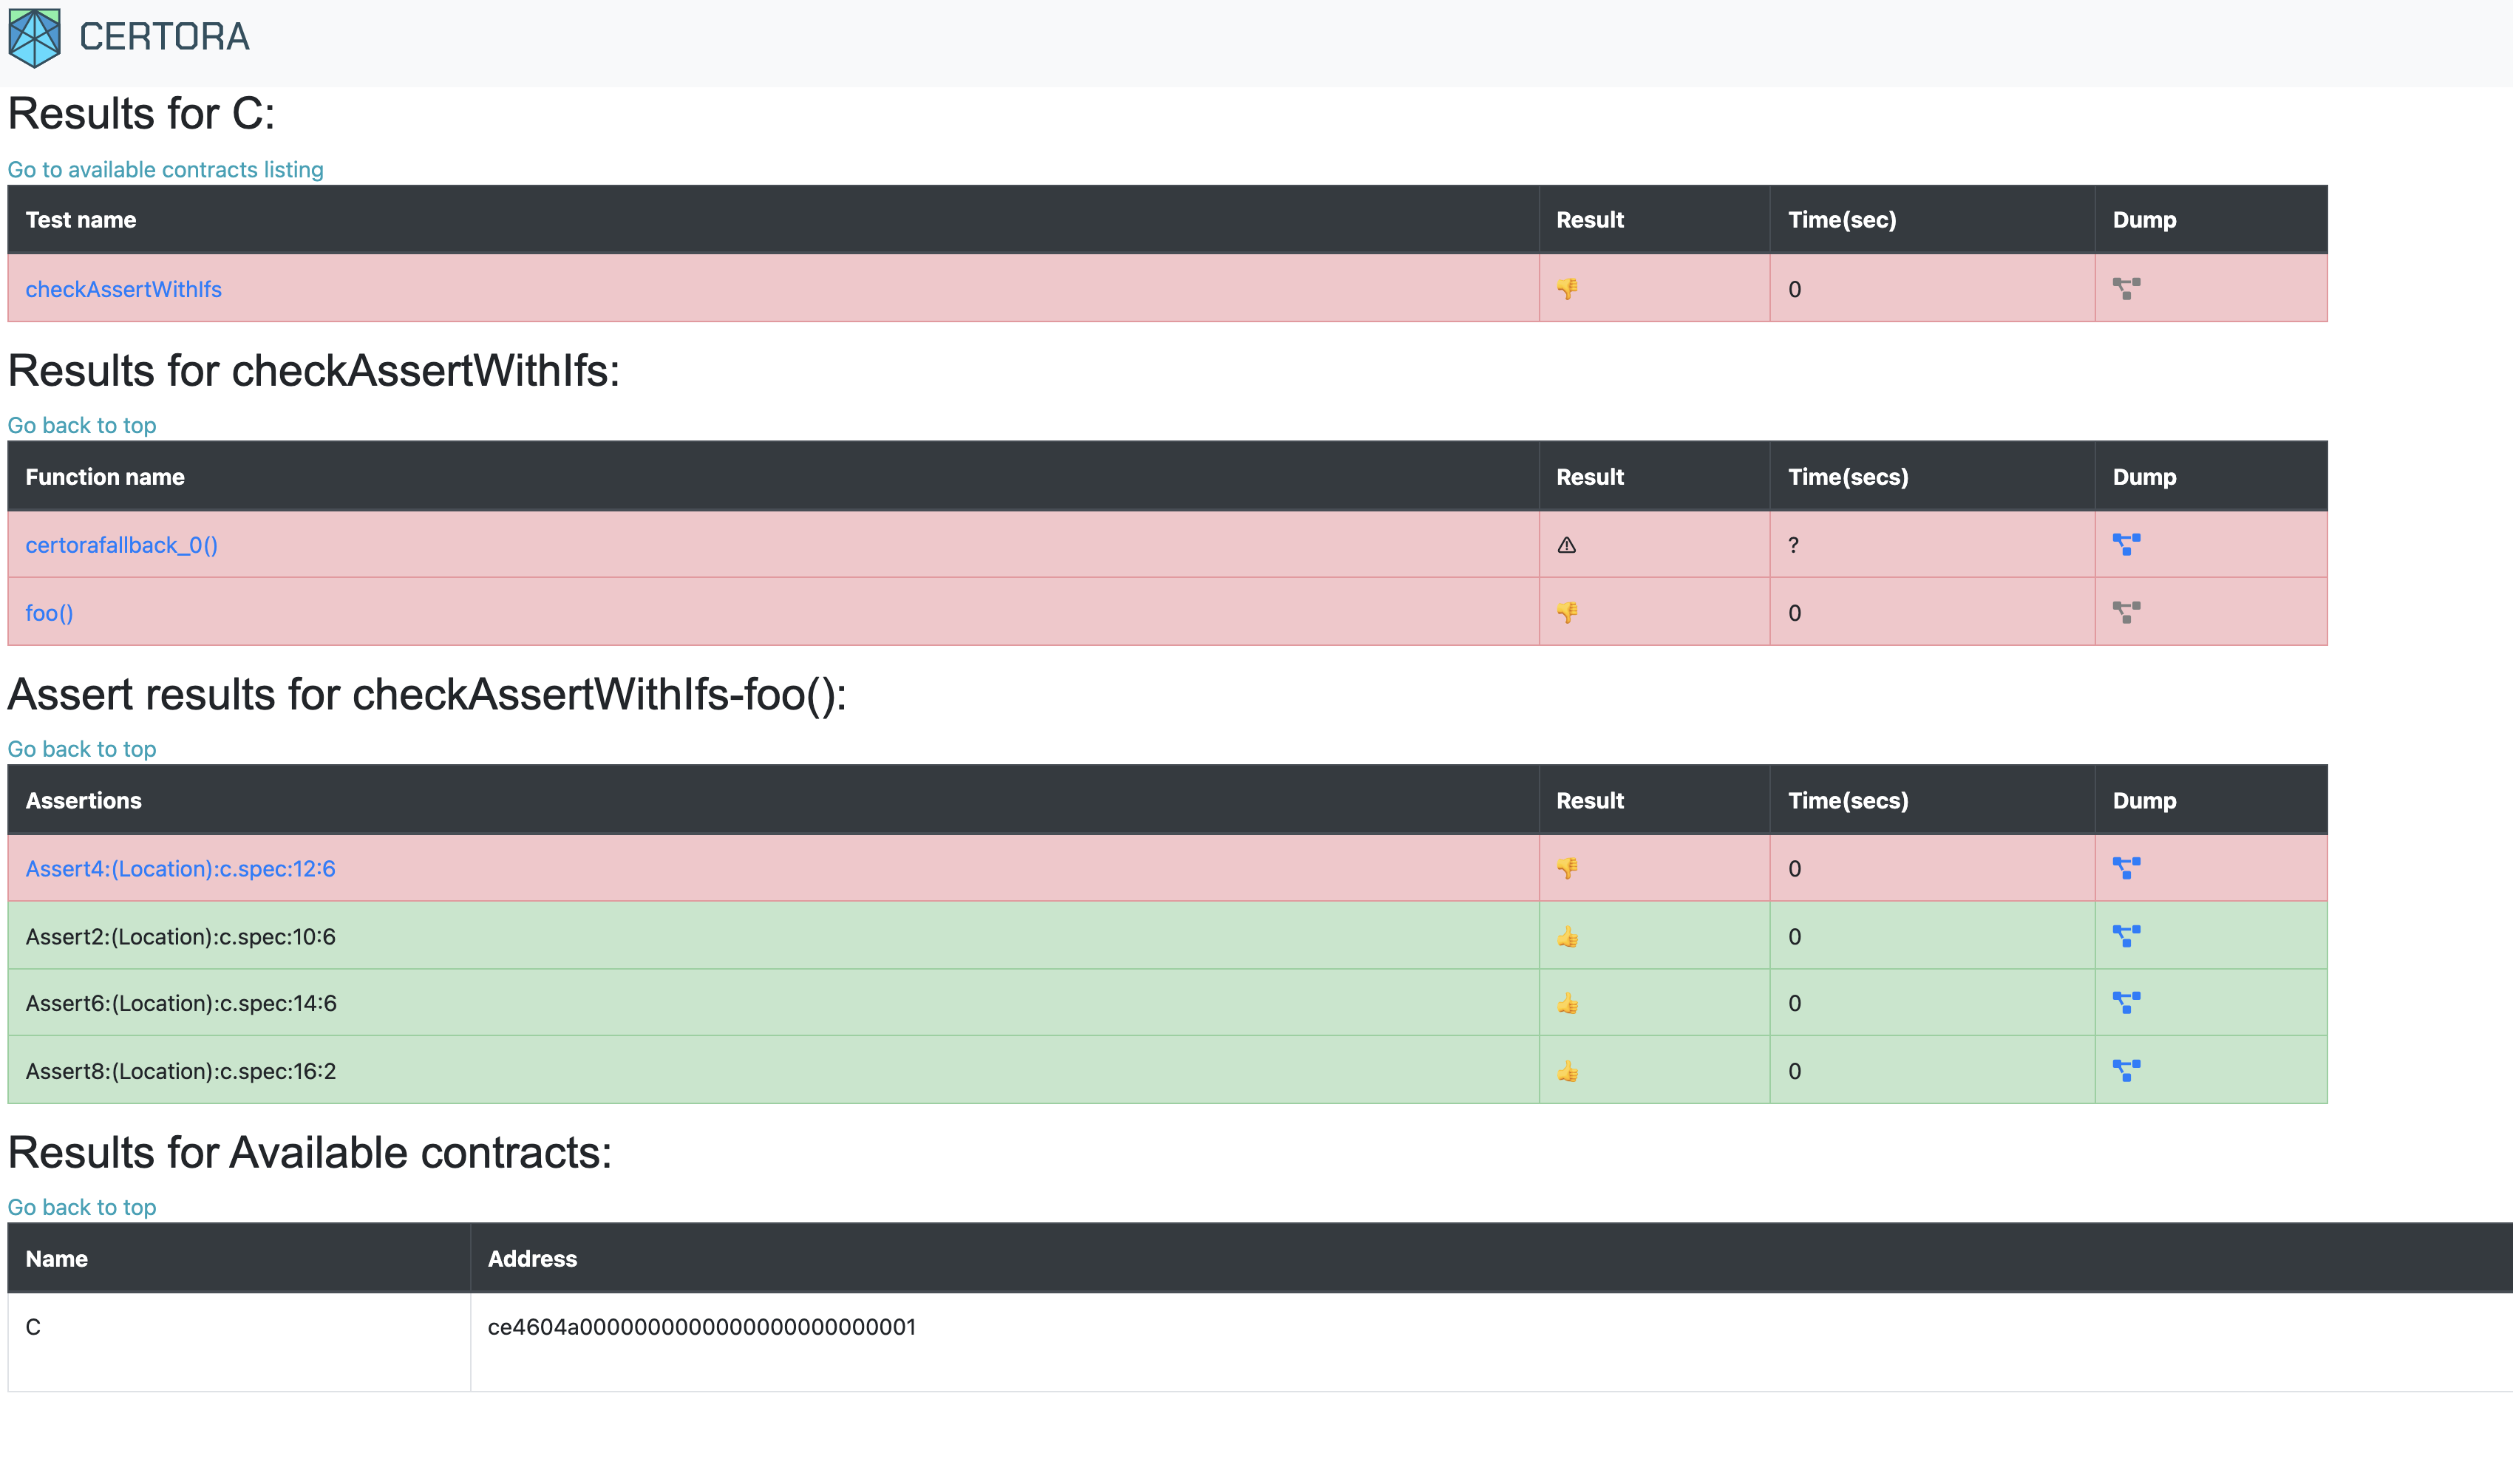 CERTORA
Results for C:
Go to available contracts listing
Test name Result Time(sec) Dump
checkAssertWithIfs 0
Results for checkAssertWithIfs:
Go back to top
Function name Result Time(secs) Dump
certorafallback_0() ?
foo() 0
Assert results for checkAssertWithIfs-foo():
Go back to top
Assertions Result Time(secs) Dump
Assert4:(Location):c.spec:12:6 0
Assert2:(Location):c.spec:10:6 0
Assert6:(Location):c.spec:14:6 0
Assert8:(Location):c.spec:16:2 0
Results for Available contracts:
Go back to top
Name Address
C